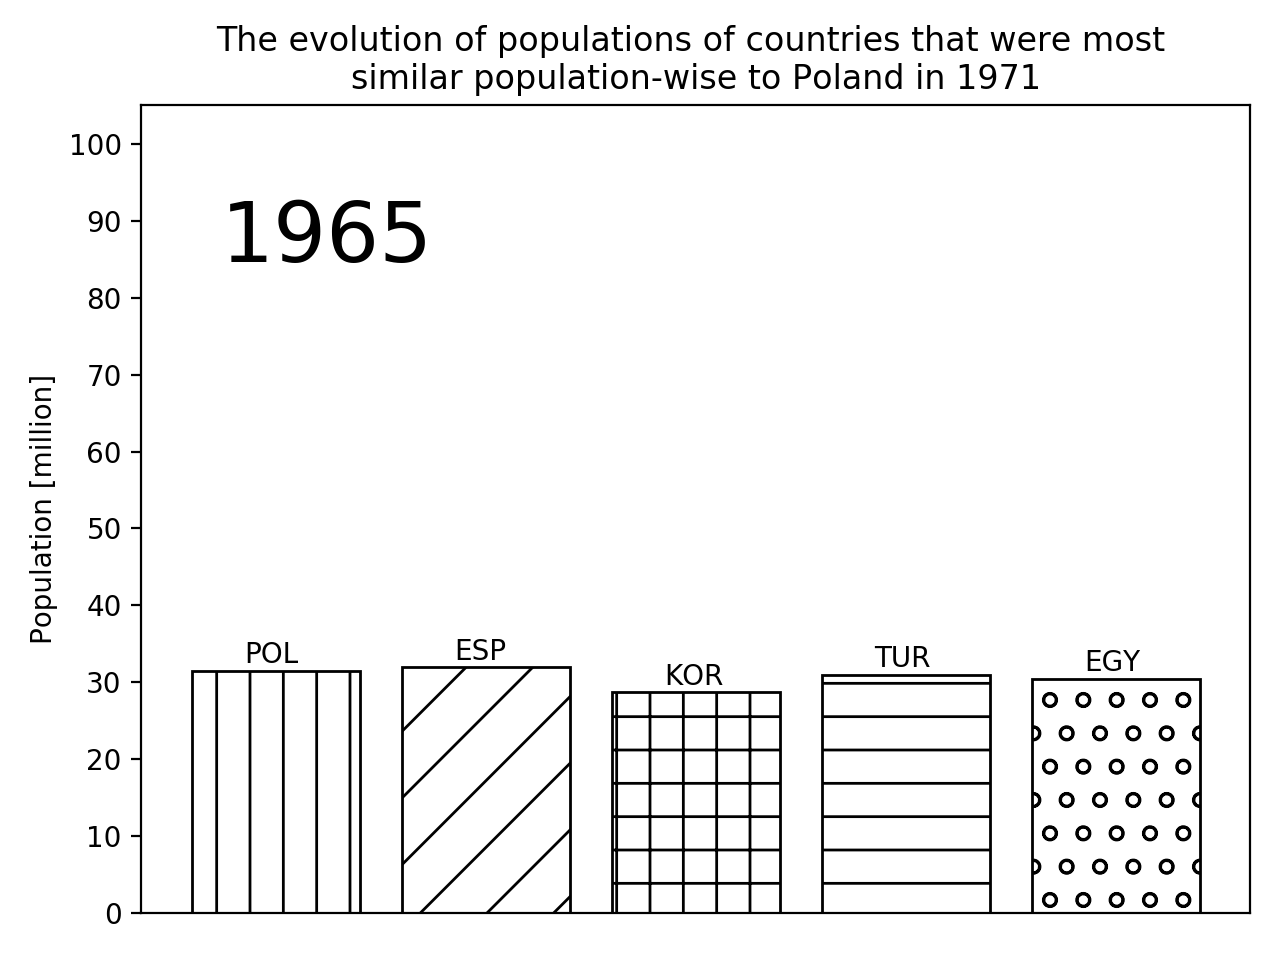 The evolution of populations of countries that were most
similar population-wise to Poland in 1971
100
1965
90
80
70
60
50
40
30
20
10
0
Population [million]
POL
ESP
KOR
TUR
EGY